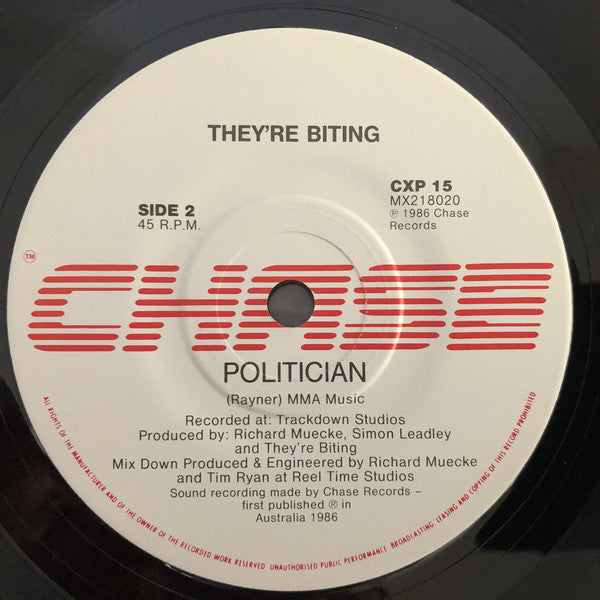 THEY'RE BITING
SIDE 2
45 R.P.M.
CXP 15
MX218020
℗ 1986 Chase
Records
TM
CHASE
POLITICIAN
(Rayner) MMA Music
Recorded at: Trackdown Studios
Produced by: Richard Muecke, Simon Leadley
and They're Biting
Mix Down Produced & Engineered by Richard Muecke
and Tim Ryan at Reel Time Studios
Sound recording made by Chase Records –
first published ® in
Australia 1986
ALL RIGHTS OF THE MANUFACTURER AND OF THE OWNER OF THE RECORDED WORK RESERVED UNAUTHORISED PUBLIC PERFORMANCE BROADCASTING LEASING AND COPYING OF THIS RECORD PROHIBITED